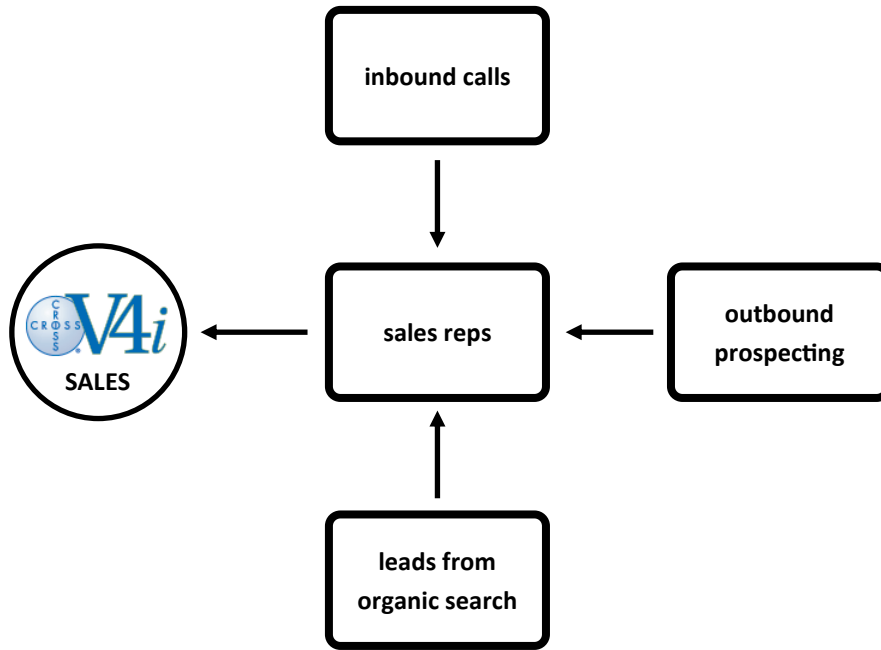 inbound calls
CROSS
CROSS
V4i
SALES
sales reps
outbound
prospecting
leads from
organic search